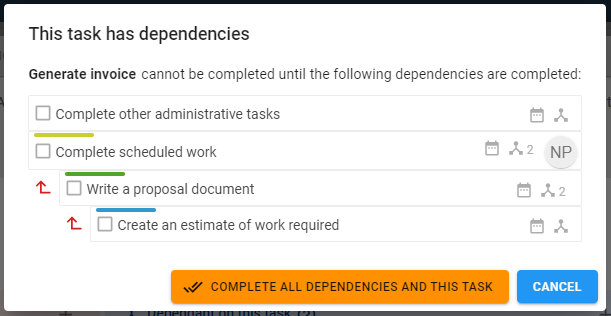 This task has dependencies
Generate invoice cannot be completed until the following dependencies are completed:
Complete other administrative tasks
Complete scheduled work 2 NP
Write a proposal document 2
Create an estimate of work required
COMPLETE ALL DEPENDENCIES AND THIS TASK CANCEL
Dependant on this task (2)